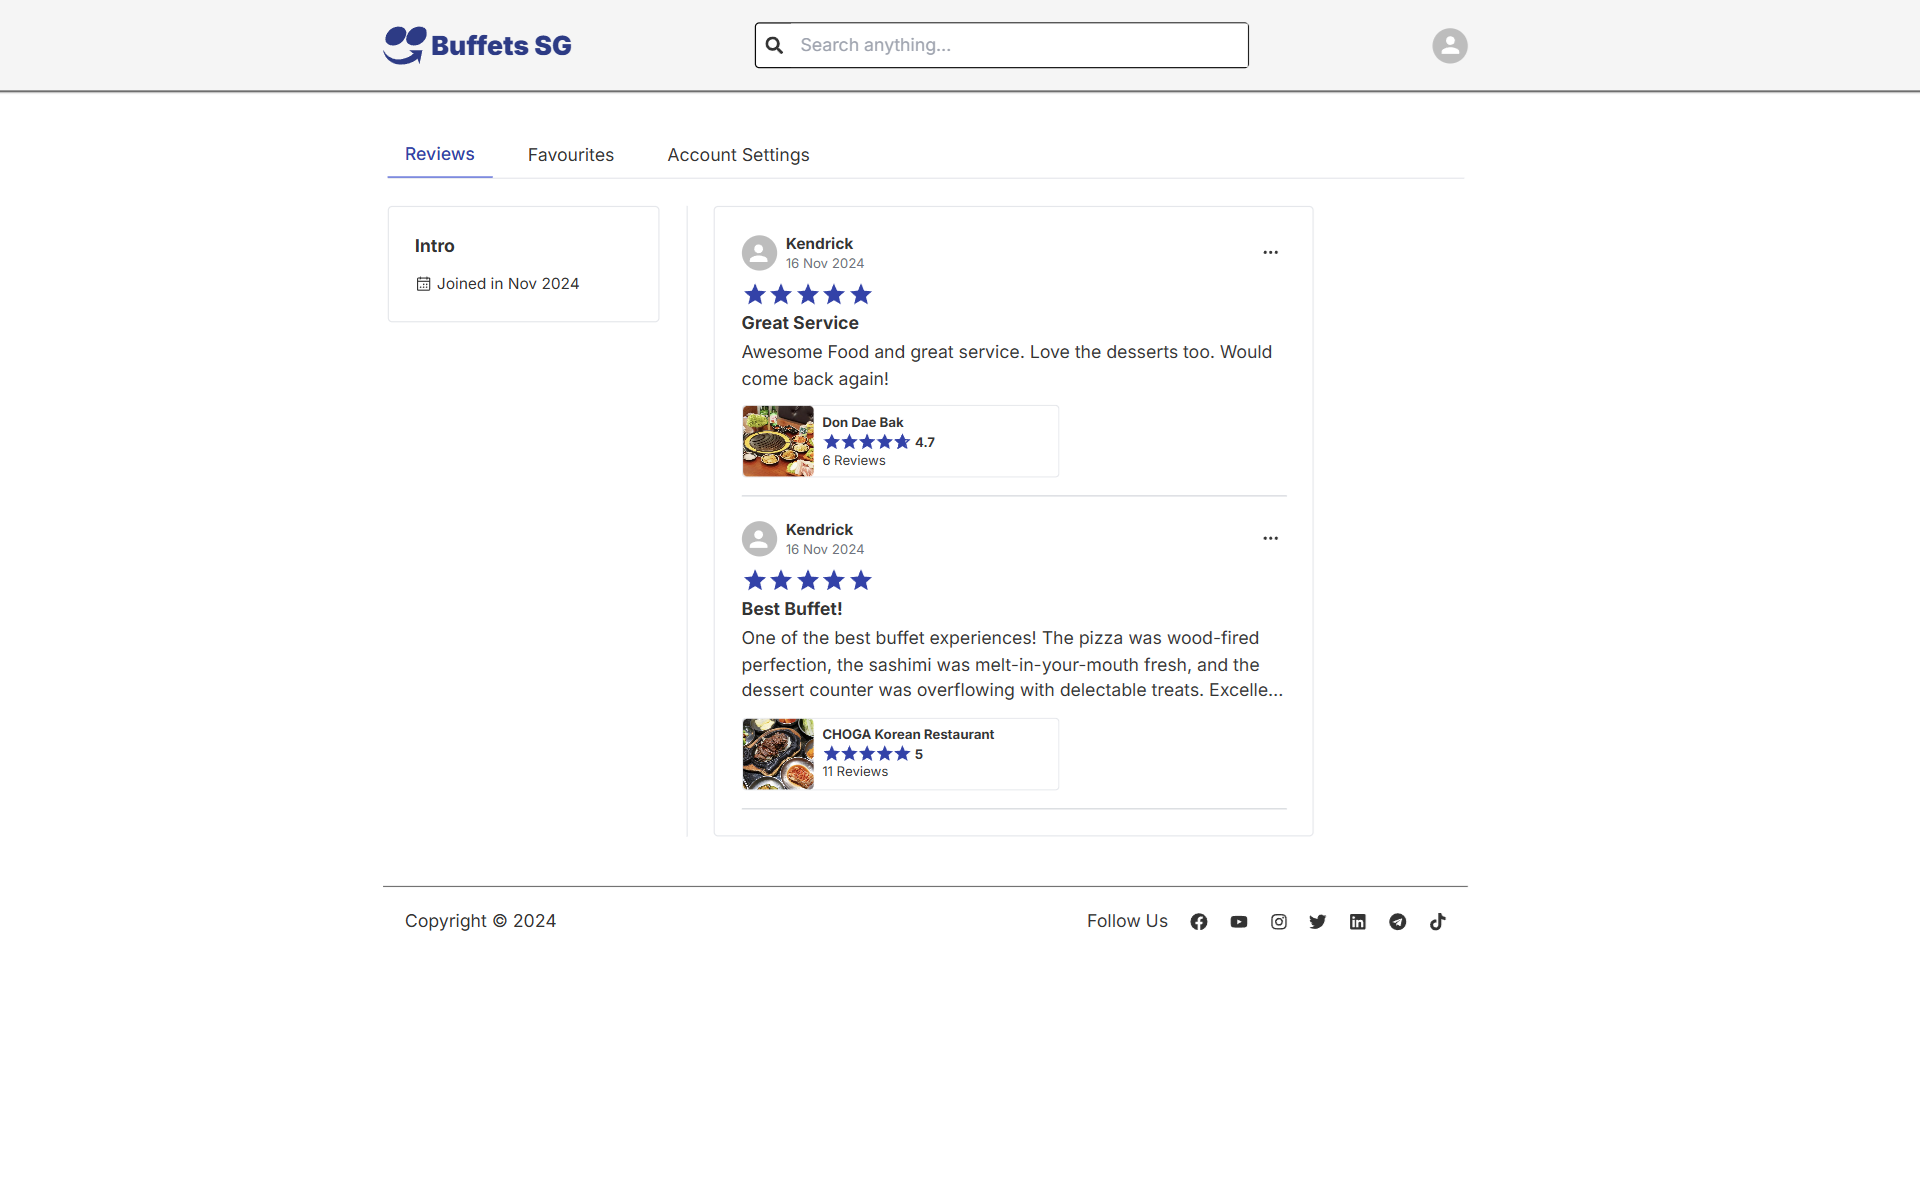 Buffets SG
Search anything...
Reviews
Favourites
Account Settings
Intro
Joined in Nov 2024
Kendrick
16 Nov 2024
Great Service
Awesome Food and great service. Love the desserts too. Would
come back again!
Don Dae Bak
4.7
6 Reviews
Kendrick
16 Nov 2024
Best Buffet!
One of the best buffet experiences! The pizza was wood-fired
perfection, the sashimi was melt-in-your-mouth fresh, and the
dessert counter was overflowing with delectable treats. Excelle...
CHOGA Korean Restaurant
5
11 Reviews
Copyright © 2024
Follow Us